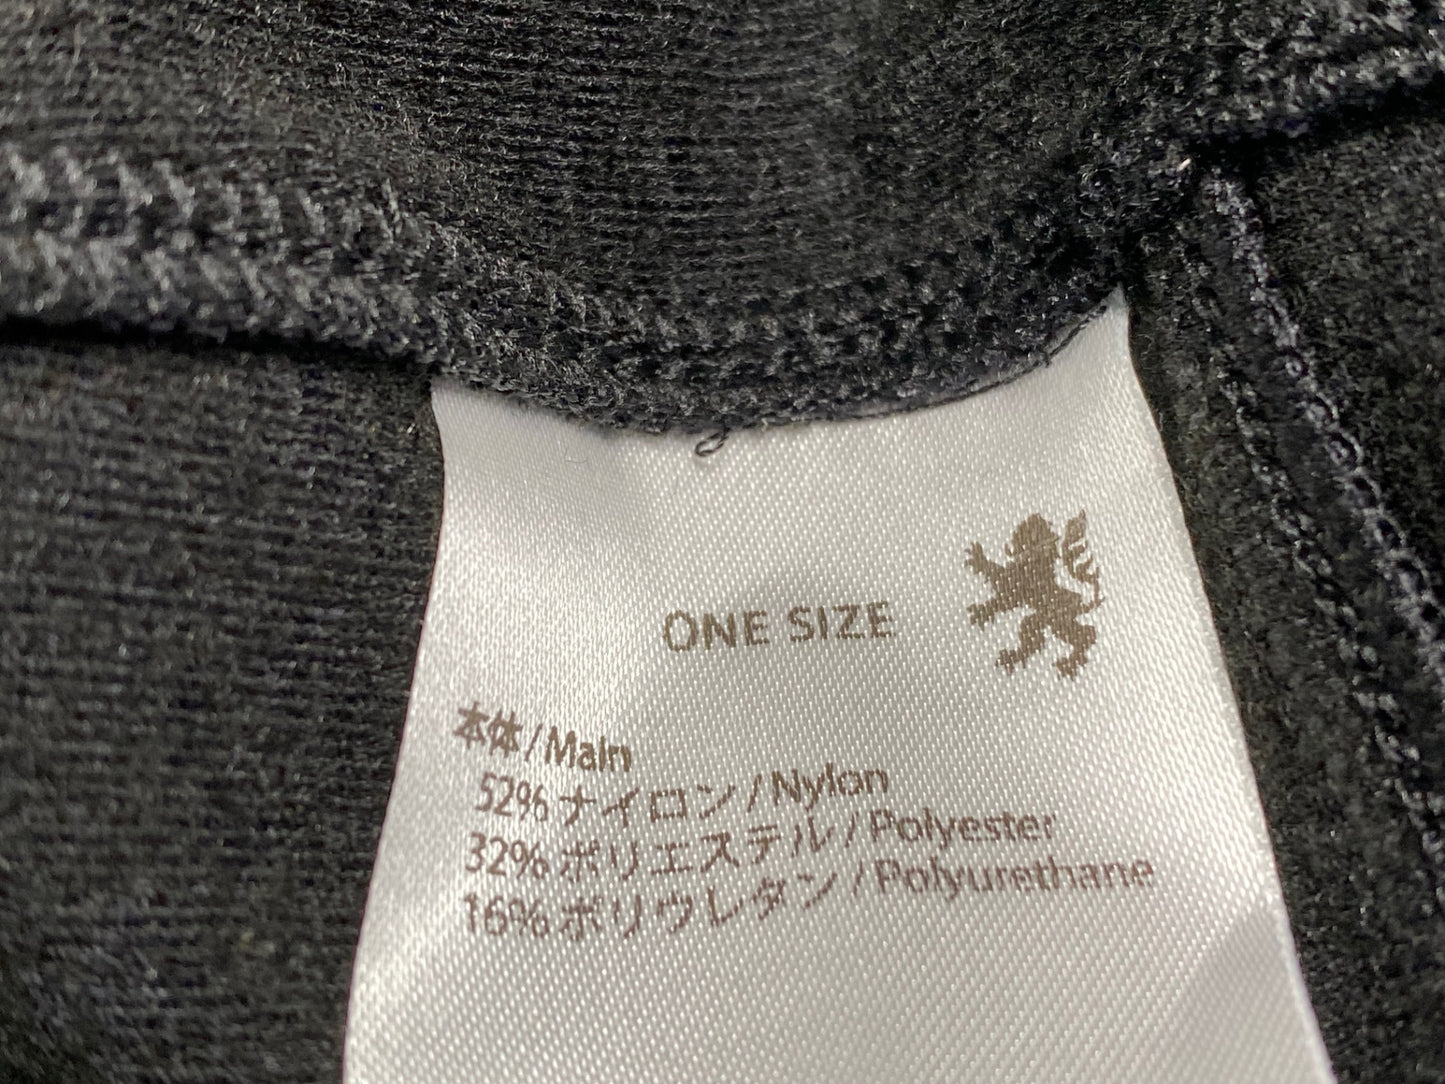 ONE SIZE
本体/Main
52%ナイロン/Nylon
32%ポリエステル/Polyester
16%ポリウレタン/Polyurethane